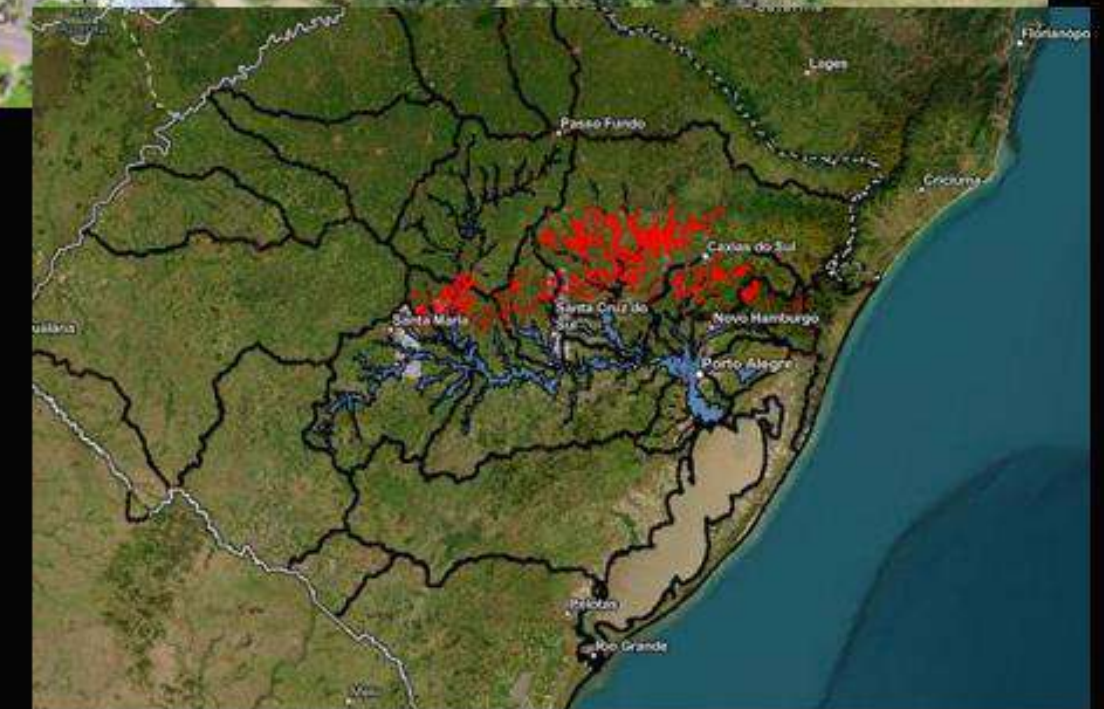 Florianópo
Lages
Passo Fundo
Criciúma
Caxias do Sul
Santa Cruz do
Sul
Santa Maria
Novo Hamburgo
Porto Alegre
Pelotas
Rio Grande
Melo